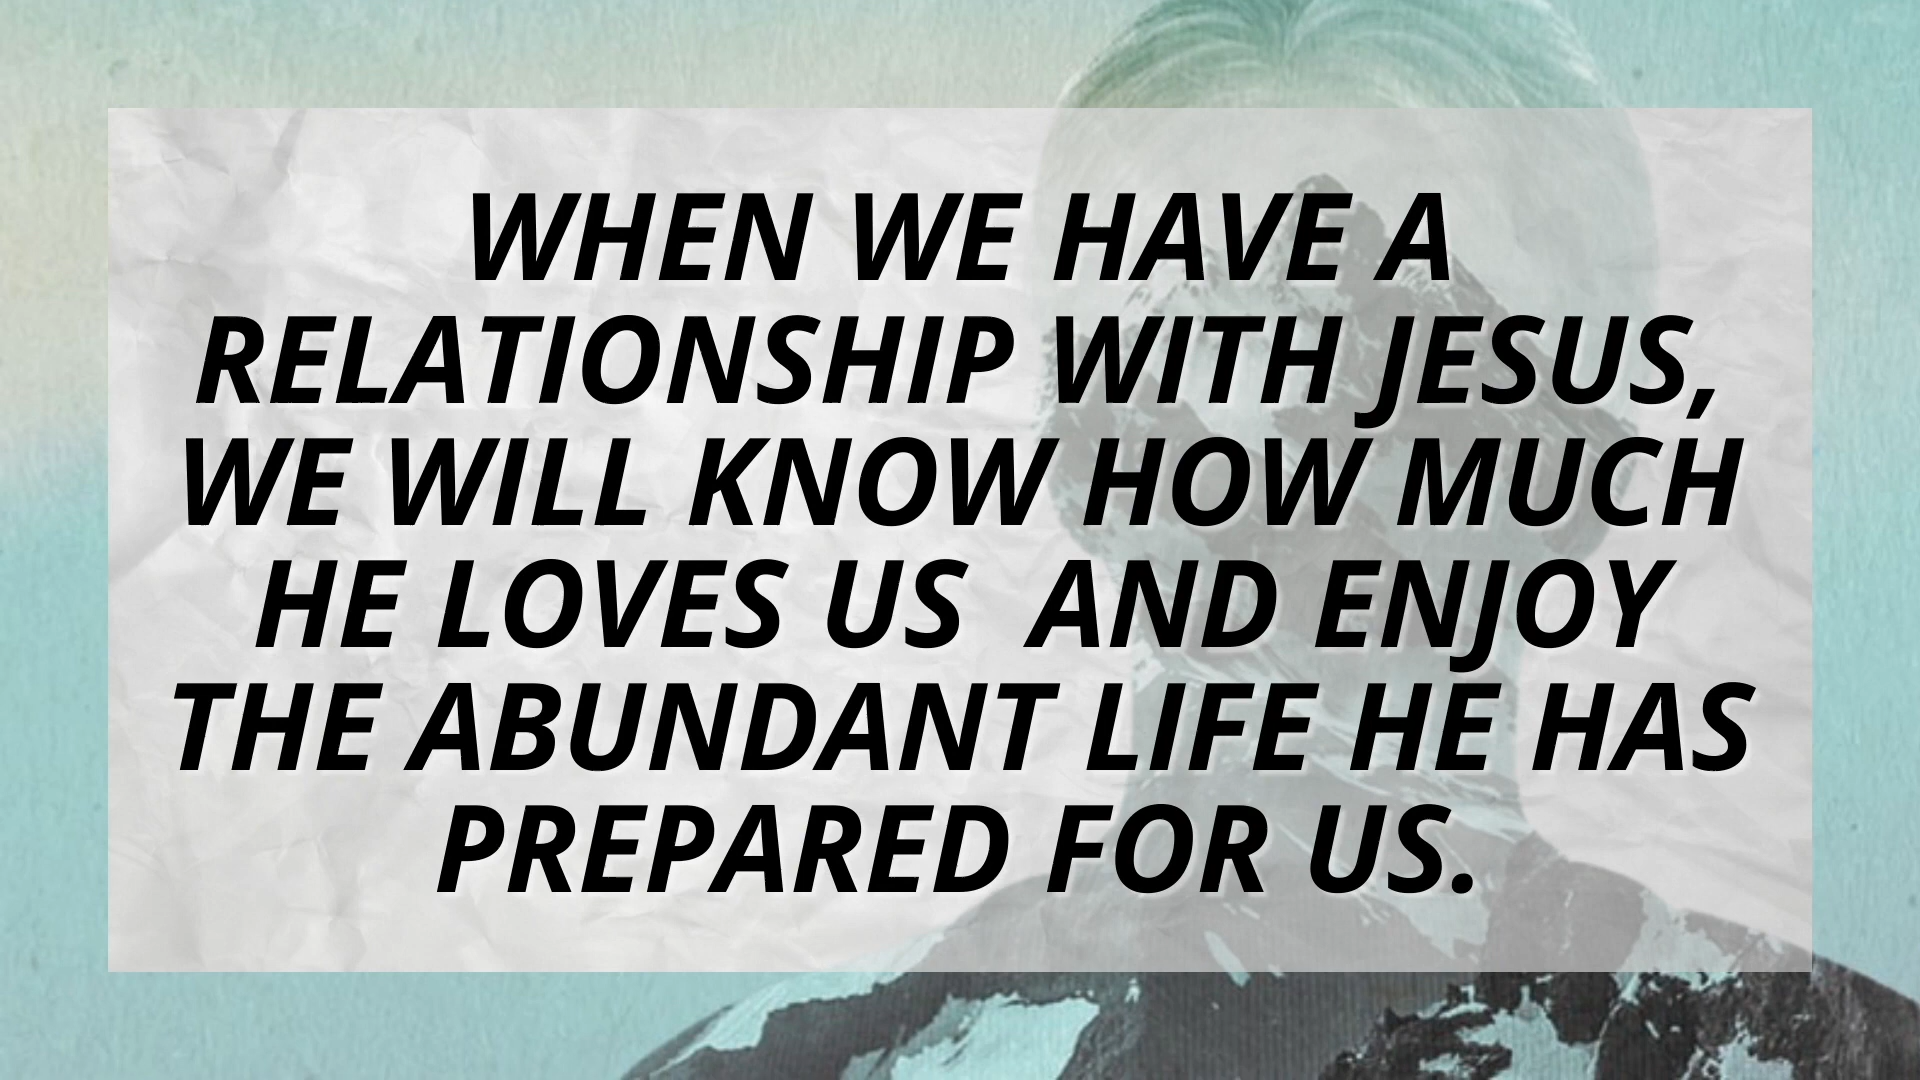 WHEN WE HAVE A
RELATIONSHIP WITH JESUS,
WE WILL KNOW HOW MUCH
HE LOVES US  AND ENJOY
THE ABUNDANT LIFE HE HAS
PREPARED FOR US.